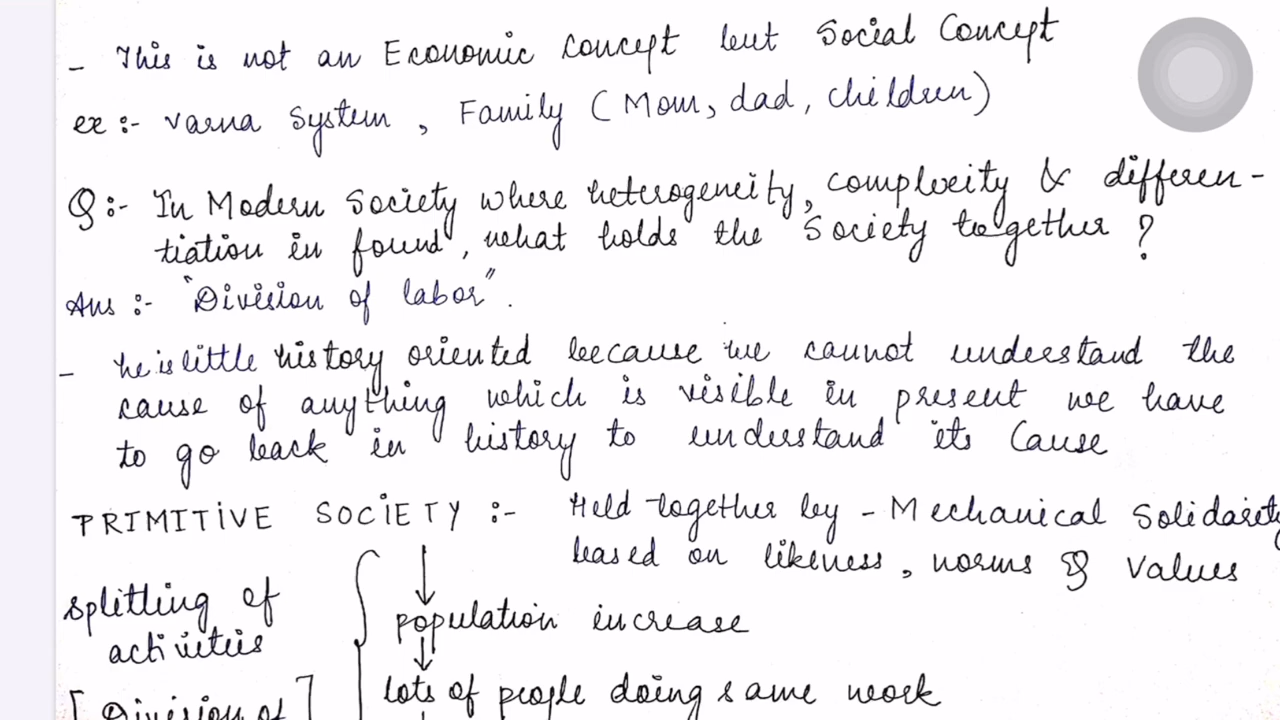 - This is not an Economic concept but Social Concept
ex :- Varna System, Family (Mom, dad, children)
Q :- In Modern Society where heterogeneity, complexity & differen-
tiation in found, what holds the Society together ?
Ans :- "Division of labor".
- he is little history oriented because we cannot understand the
cause of anything which is visible in present we have
to go back in history to understand its Cause
PRIMITIVE SOCIETY :- Held together by - Mechanical Solidarity
based on likeness, norms & Values
↓
population increase
splitting of
activities
↓
lots of people doing same work
[Division of]